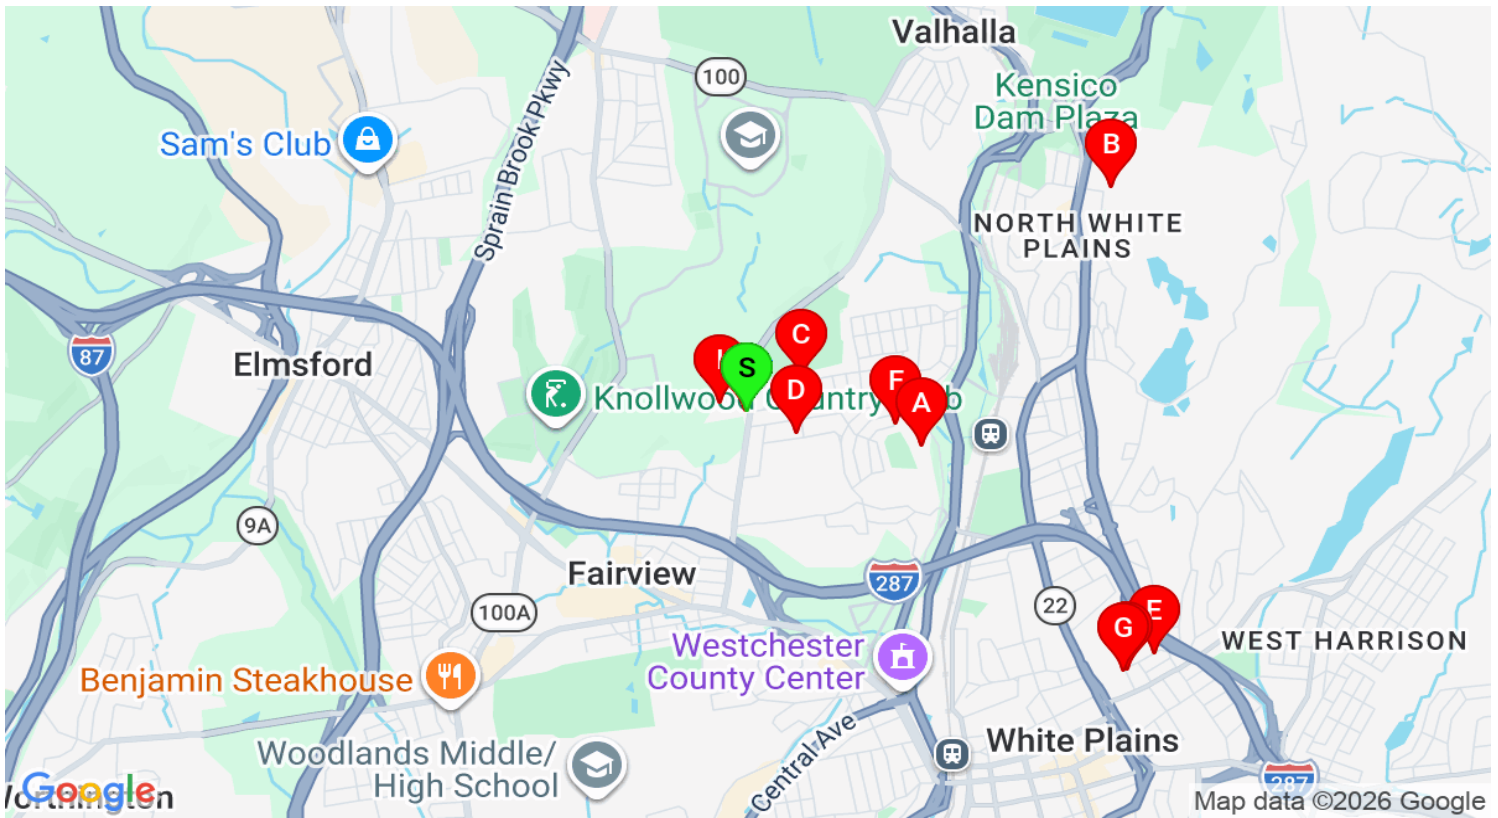 Valhalla
100
Kensico
Dam Plaza
Sam's Club
B
Sprain Brook Pkwy
NORTH WHITE
PLAINS
87
Elmsford
C
S
D
F
A
Knollwood Country
9A
Fairview
287
100A
22
E
G
WEST HARRISON
Westchester
County Center
Benjamin Steakhouse
White Plains
Woodlands Middle/
High School
Central Ave
287
Google
Map data ©2026 Google